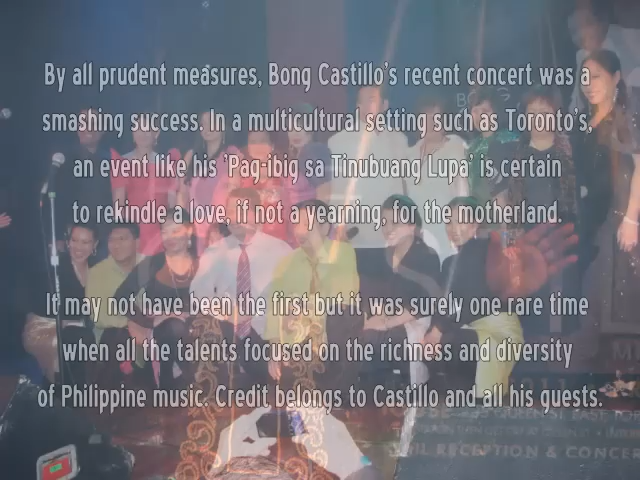 By all prudent measures, Bong Castillo's recent concert was a
smashing success. In a multicultural setting such as Toronto's,
an event like his 'Pag-ibig sa Tinubuang Lupa' is certain
to rekindle a love, if not a yearning, for the motherland.
It may not have been the first but it was surely one rare time
when all the talents focused on the richness and diversity
of Philippine music. Credit belongs to Castillo and all his guests.
RECEPTION & CONCER